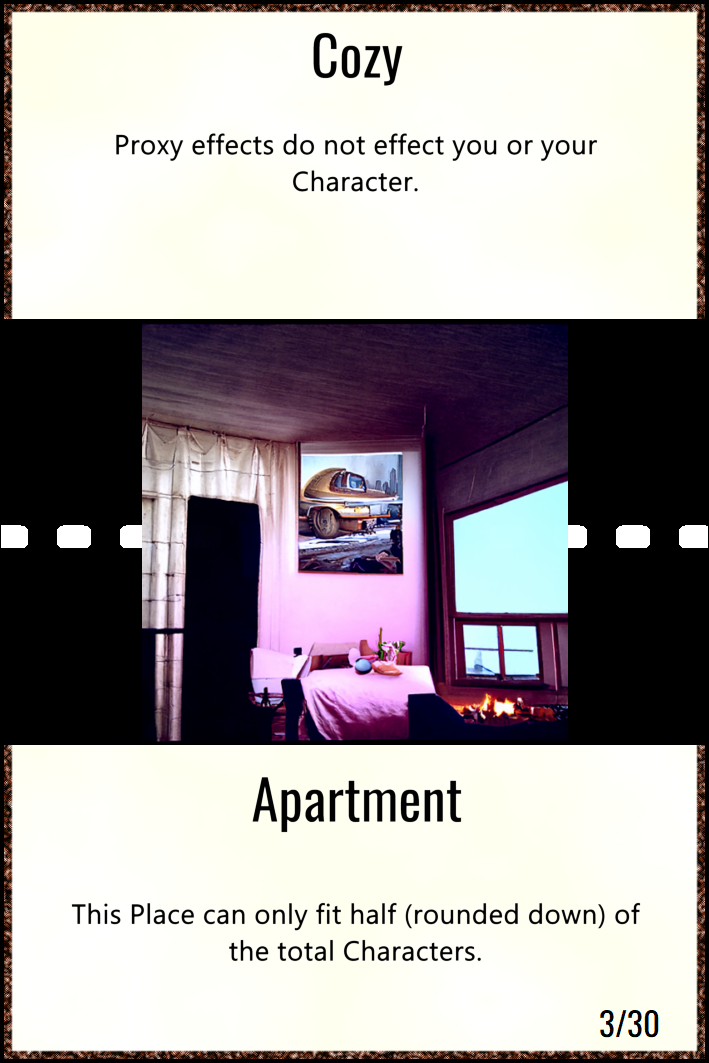 Cozy
Proxy effects do not effect you or your
Character.
Apartment
This Place can only fit half (rounded down) of
the total Characters.
3/30